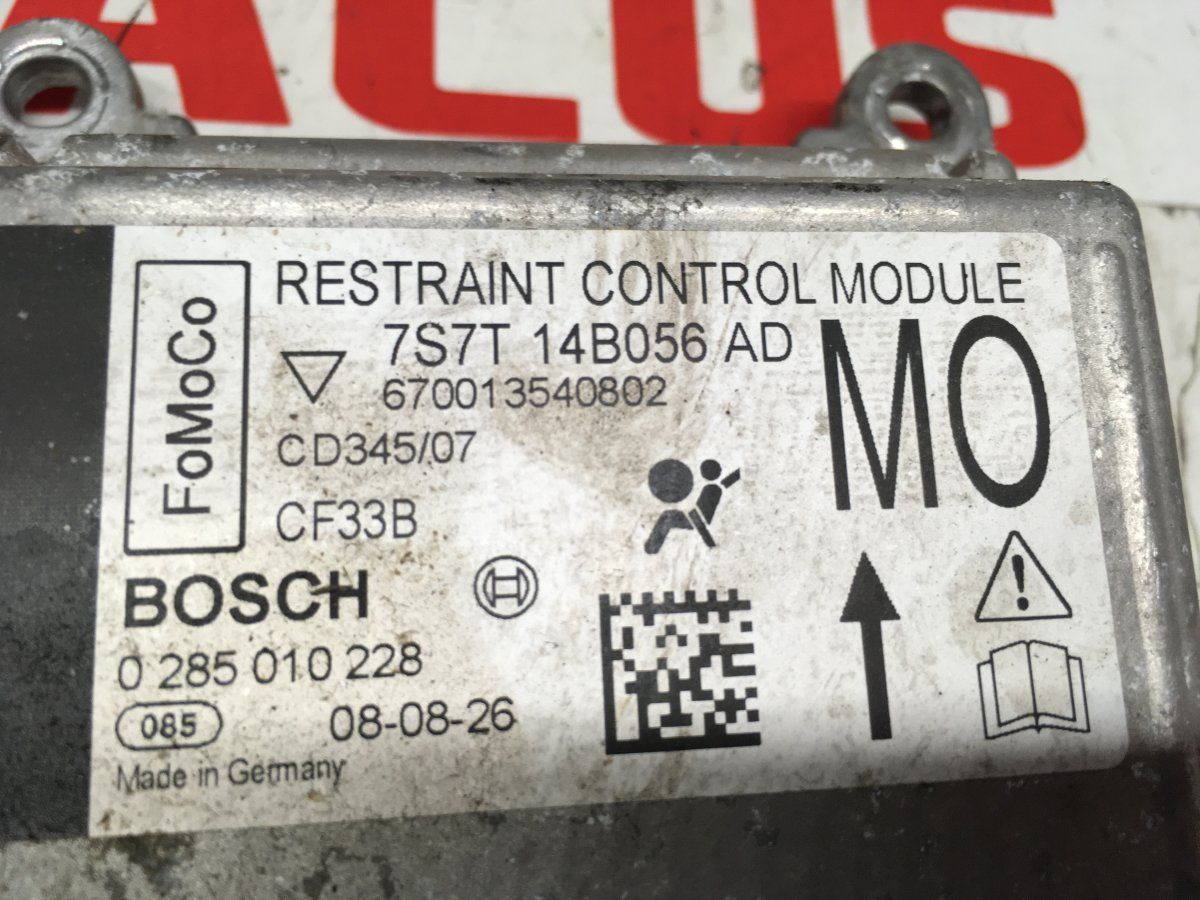 ACUS
FoMoCo
RESTRAINT CONTROL MODULE
7S7T 14B056 AD
670013540802
MO
CD345/07
CF33B
BOSCH
0 285 010 228
085 08-08-26
Made in Germany